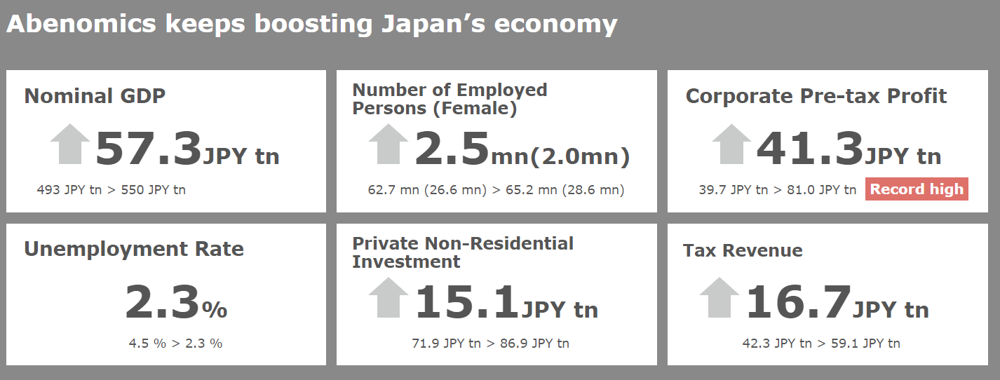 Abenomics keeps boosting Japan’s economy
Nominal GDP
57.3JPY tn
493 JPY tn > 550 JPY tn
Number of Employed
Persons (Female)
2.5mn(2.0mn)
62.7 mn (26.6 mn) > 65.2 mn (28.6 mn)
Corporate Pre-tax Profit
41.3JPY tn
39.7 JPY tn > 81.0 JPY tn Record high
Unemployment Rate
2.3%
4.5 % > 2.3 %
Private Non-Residential
Investment
15.1JPY tn
71.9 JPY tn > 86.9 JPY tn
Tax Revenue
16.7JPY tn
42.3 JPY tn > 59.1 JPY tn